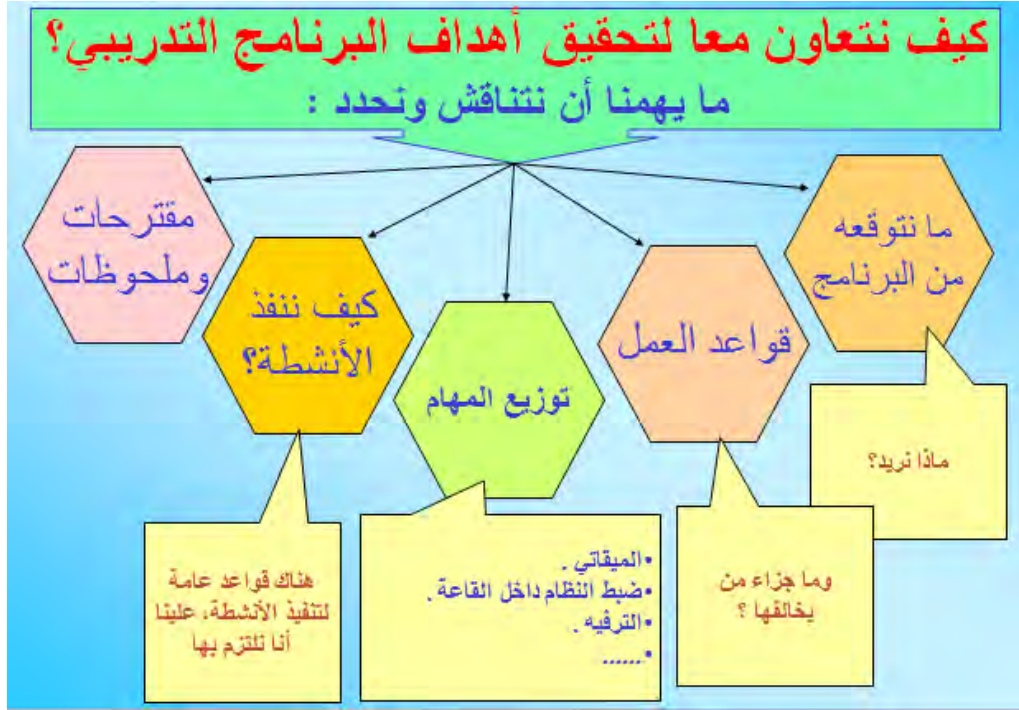 كيف نتعاون معا لتحقيق أهداف البرنامج التدريبي؟
ما يهمنا أن نتناقش ونحدد :
ما نتوقعه
من البرنامج
ماذا نريد؟
قواعد العمل
وما جزاء من
يخالفها ؟
توزيع المهام
•الميقاتي .
•ضبط النظام داخل القاعة .
•الترفيه .
•......
كيف ننفذ
الأنشطة؟
هناك قواعد عامة
لتنفيذ الأنشطة، علينا
أنا نلتزم بها
مقترحات
وملحوظات